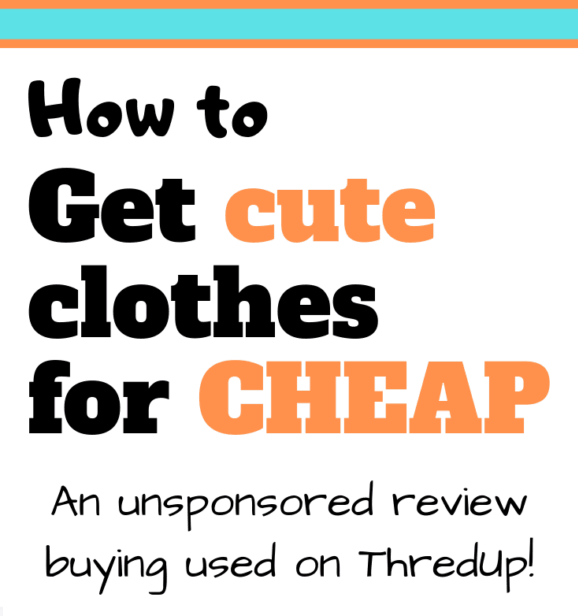 How to
Get cute
clothes
for CHEAP
An unsponsored review
buying used on ThredUp!